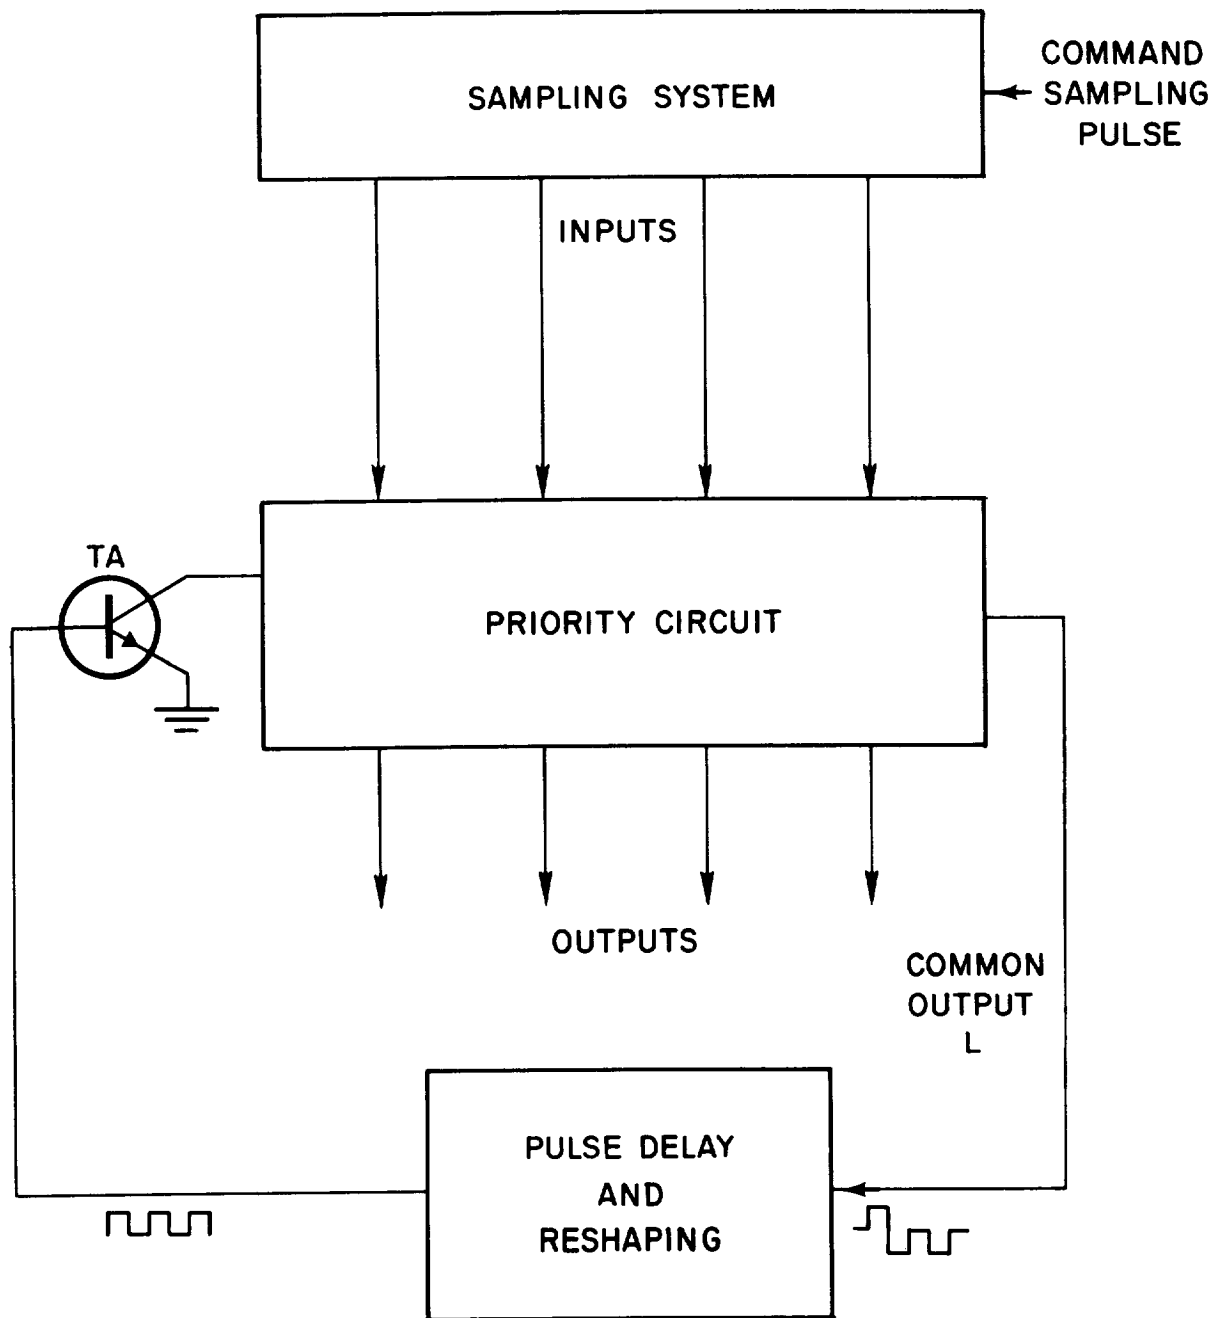 SAMPLING SYSTEM
COMMAND
SAMPLING
PULSE
INPUTS
TA
PRIORITY CIRCUIT
OUTPUTS
COMMON
OUTPUT
L
PULSE DELAY
AND
RESHAPING